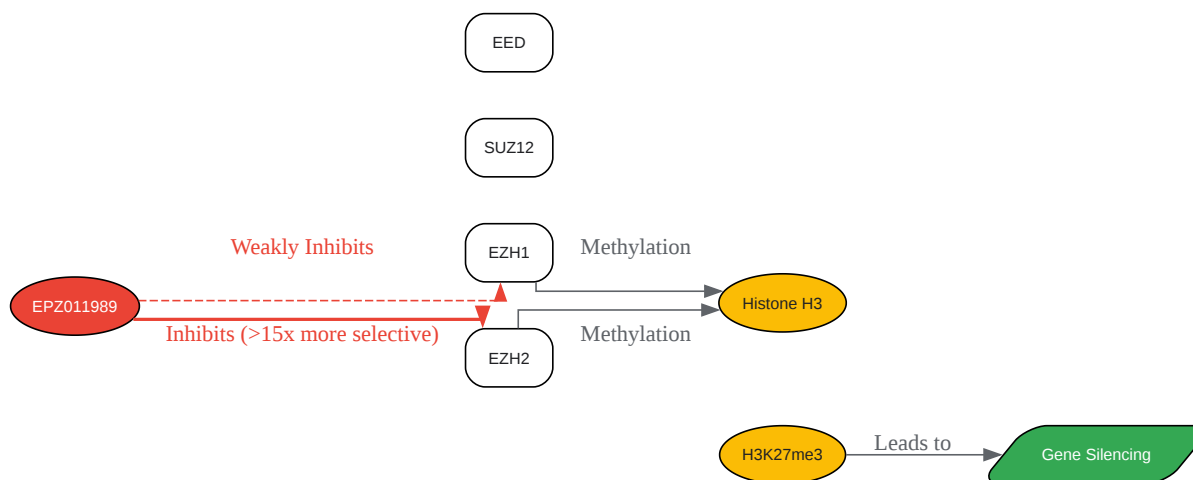 EED
SUZ12
Weakly Inhibits
EZH1
Methylation
EPZ011989
Histone H3
Inhibits (>15x more selective)
Methylation
EZH2
H3K27me3
Leads to
Gene Silencing